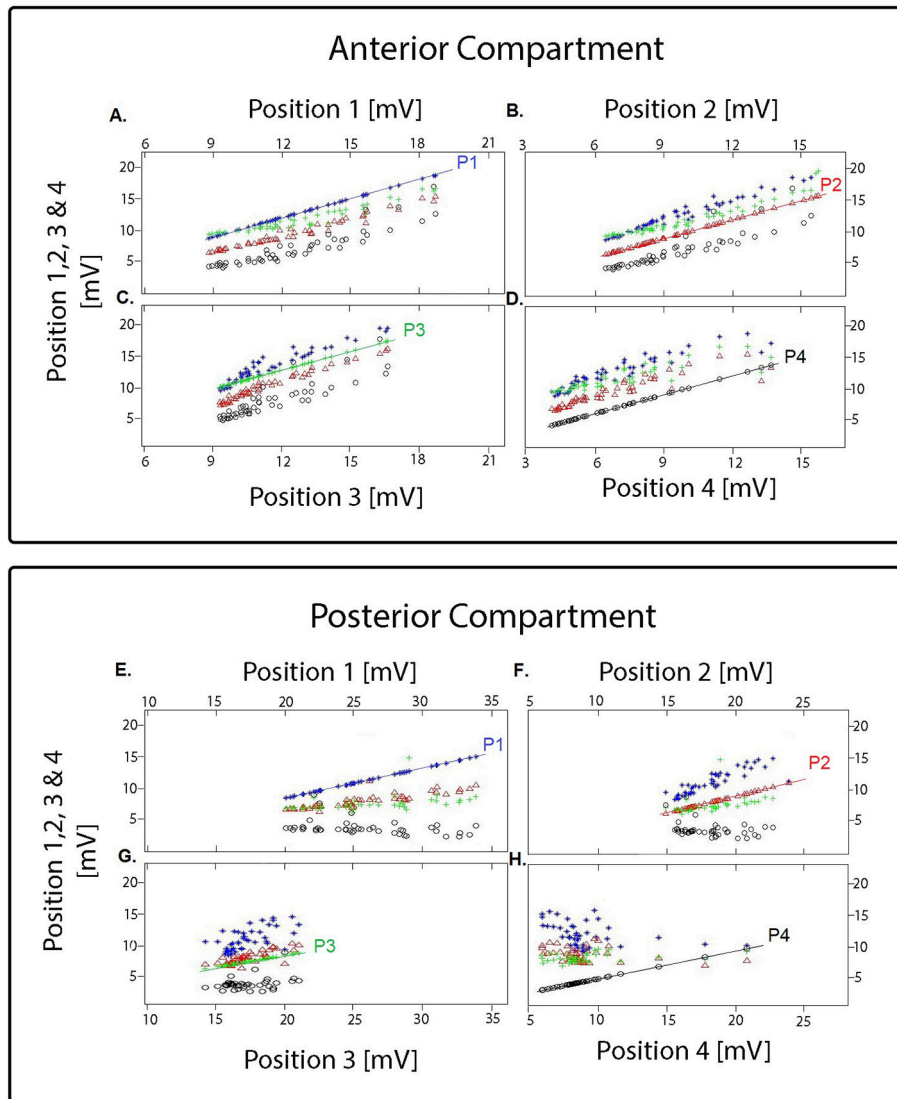 Anterior Compartment
A. Position 1 [mV] B. Position 2 [mV]
6 9 12 15 18 21 3 6 9 12 15
Position 1,2, 3 & 4
[mV]
20 P1 P2 20
15 15
10 10
5 5
C. D.
20 P3 P4 20
15 15
10 10
5 5
6 9 12 15 18 21 3 6 9 12 15
Position 3 [mV] Position 4 [mV]
Posterior Compartment
E. Position 1 [mV] F. Position 2 [mV]
10 15 20 25 30 35 5 10 15 20 25
Position 1,2, 3 & 4
[mV]
20 20
15 P1 P2 15
10 10
5 5
G. H.
20 20
15 15
10 P3 P4 10
5 5
10 15 20 25 30 35 5 10 15 20 25
Position 3 [mV] Position 4 [mV]